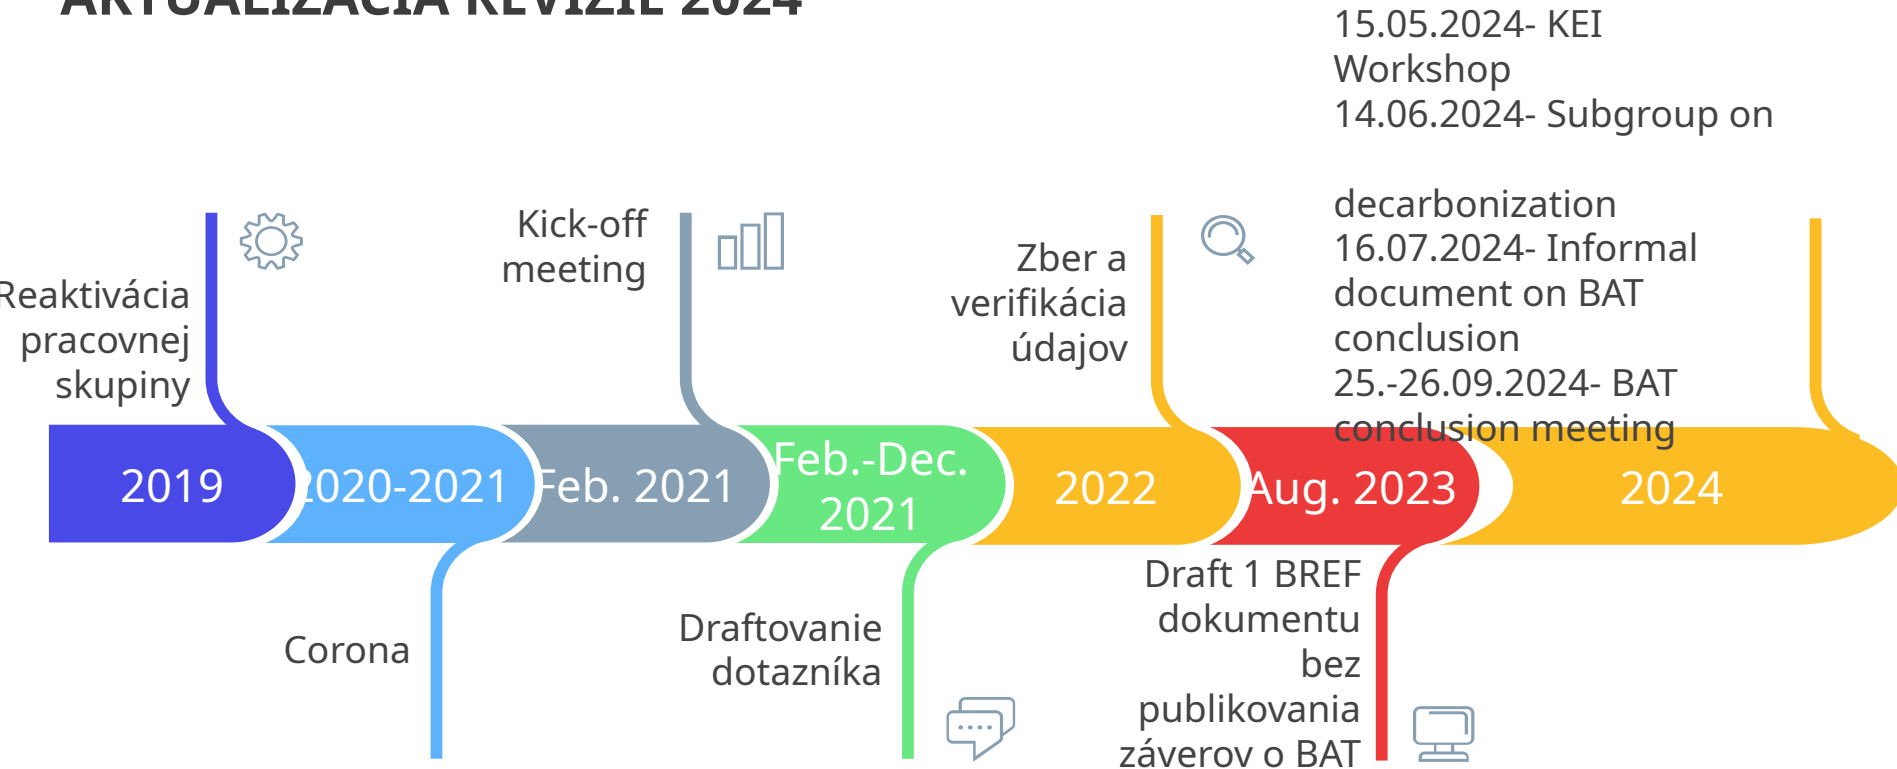 AKTUALIZÁCIA REVÍZIE 2024
15.05.2024- KEI
Workshop
14.06.2024- Subgroup on
decarbonization
16.07.2024- Informal
document on BAT
conclusion
25.-26.09.2024- BAT
conclusion meeting
Reaktivácia
pracovnej
skupiny
Kick-off
meeting
Zber a
verifikácia
údajov
2019
2020-2021
Feb. 2021
Feb.-Dec.
2021
2022
Aug. 2023
2024
Corona
Draftovanie
dotazníka
Draft 1 BREF
dokumentu
bez
publikovania
záverov o BAT